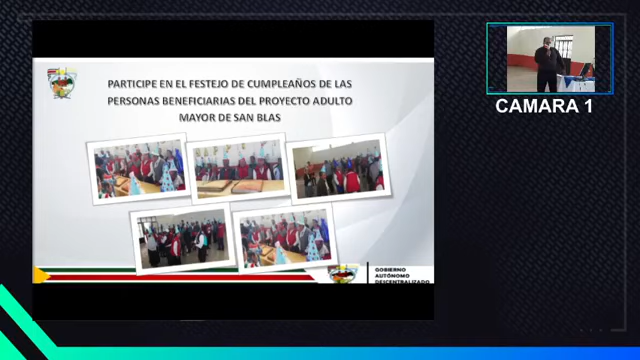 PARTICIPE EN EL FESTEJO DE CUMPLEAÑOS DE LAS
PERSONAS BENEFICIARIAS DEL PROYECTO ADULTO
MAYOR DE SAN BLAS
CAMARA 1
GOBIERNO
AUTÓNOMO
DESCENTRALIZADO